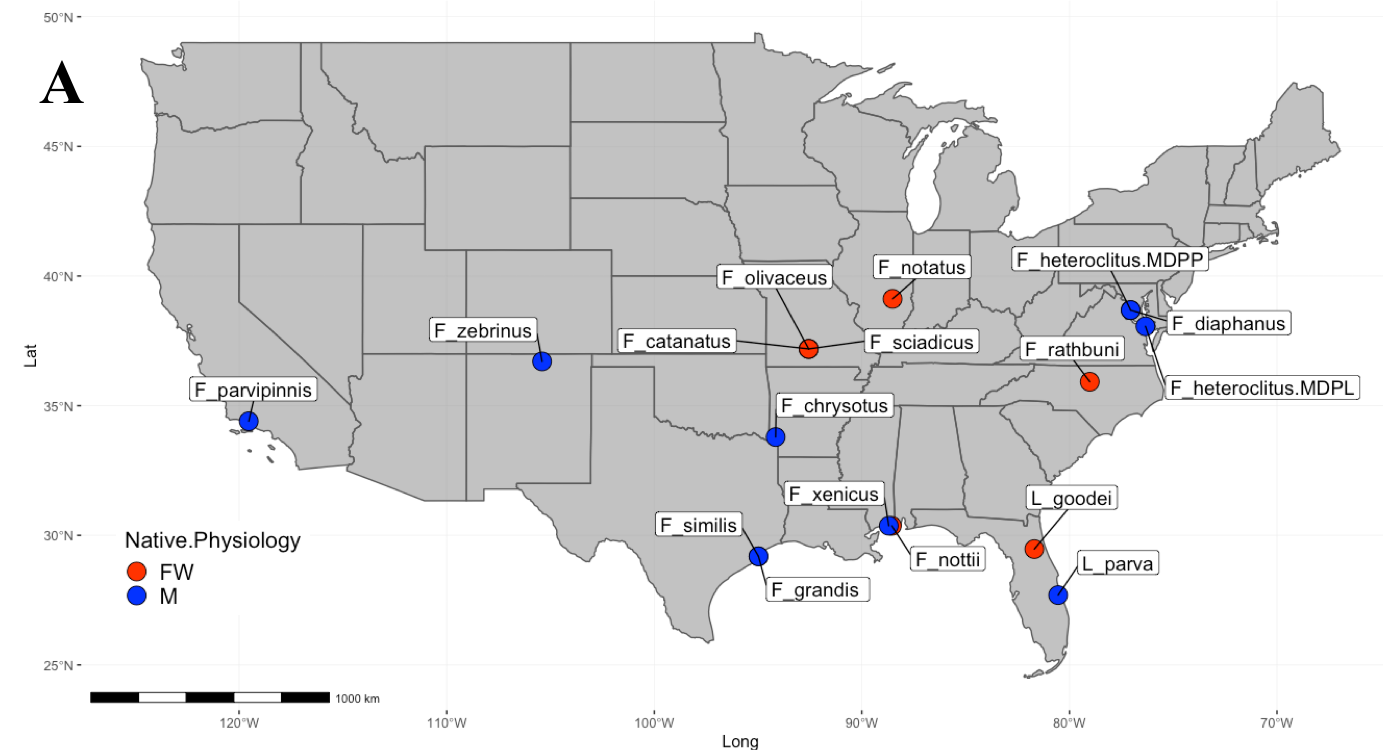 A
50°N
45°N
40°N
35°N
30°N
25°N
Lat
F_heteroclitus.MDPP
F_notatus
F_olivaceus
F_diaphanus
F_zebrinus
F_catanatus
F_sciadicus
F_rathbuni
F_parvipinnis
F_heteroclitus.MDPL
F_chrysotus
F_xenicus
L_goodei
F_similis
F_nottii
L_parva
F_grandis
Native.Physiology
FW
M
1000 km
120°W
110°W
100°W
90°W
80°W
70°W
Long